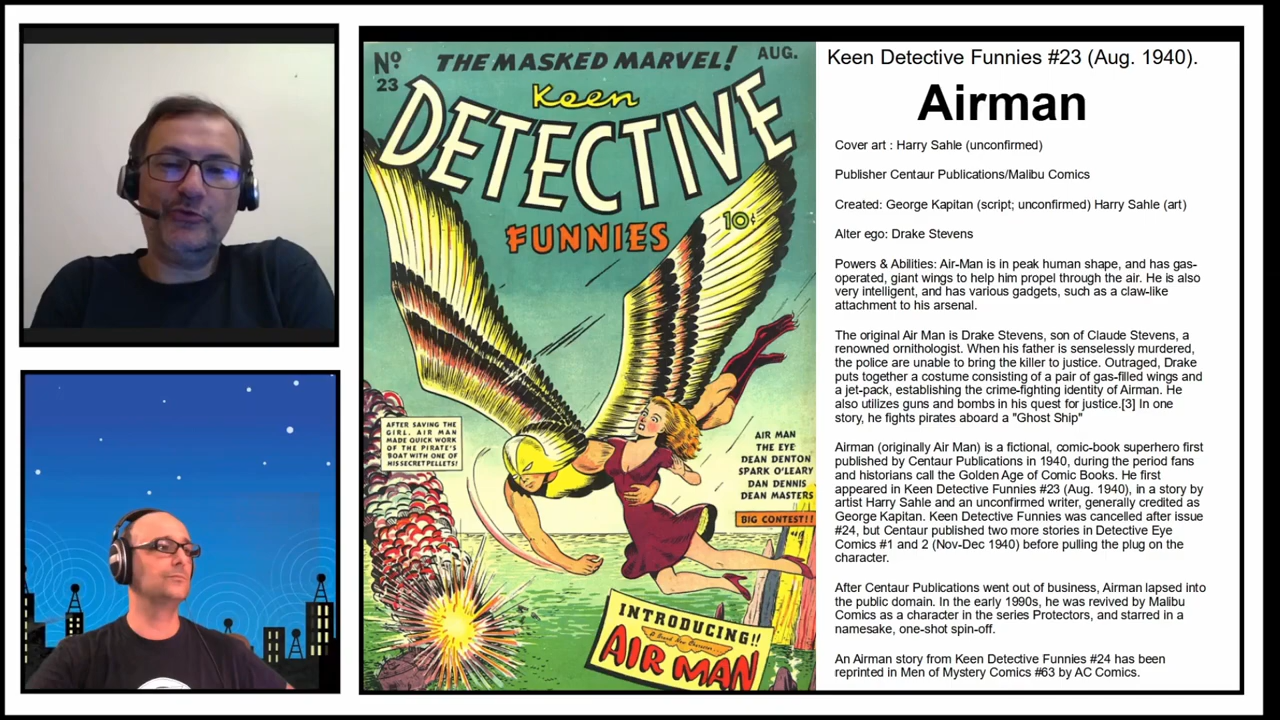 Nº 23
THE MASKED MARVEL!
AUG.
Keen
DETECTIVE
FUNNIES
10¢
AFTER SAVING THE
GIRL, AIR MAN
MADE QUICK WORK
OF THE PIRATE'S
BOAT WITH ONE OF
HIS SECRET PELLETS!
AIR MAN
THE EYE
DEAN DENTON
SPARK O'LEARY
DAN DENNIS
DEAN MASTERS
BIG CONTEST!!
INTRODUCING!!
AIR MAN
Keen Detective Funnies #23 (Aug. 1940).
Airman
Cover art : Harry Sahle (unconfirmed)
Publisher Centaur Publications/Malibu Comics
Created: George Kapitan (script; unconfirmed) Harry Sahle (art)
Alter ego: Drake Stevens
Powers & Abilities: Air-Man is in peak human shape, and has gas-
operated, giant wings to help him propel through the air. He is also
very intelligent, and has various gadgets, such as a claw-like
attachment to his arsenal.
The original Air Man is Drake Stevens, son of Claude Stevens, a
renowned ornithologist. When his father is senselessly murdered,
the police are unable to bring the killer to justice. Outraged, Drake
puts together a costume consisting of a pair of gas-filled wings and
a jet-pack, establishing the crime-fighting identity of Airman. He
also utilizes guns and bombs in his quest for justice.[3] In one
story, he fights pirates aboard a "Ghost Ship"
Airman (originally Air Man) is a fictional, comic-book superhero first
published by Centaur Publications in 1940, during the period fans
and historians call the Golden Age of Comic Books. He first
appeared in Keen Detective Funnies #23 (Aug. 1940), in a story by
artist Harry Sahle and an unconfirmed writer, generally credited as
George Kapitan. Keen Detective Funnies was cancelled after issue
#24, but Centaur published two more stories in Detective Eye
Comics #1 and 2 (Nov-Dec 1940) before pulling the plug on the
character.
After Centaur Publications went out of business, Airman lapsed into
the public domain. In the early 1990s, he was revived by Malibu
Comics as a character in the series Protectors, and starred in a
namesake, one-shot spin-off.
An Airman story from Keen Detective Funnies #24 has been
reprinted in Men of Mystery Comics #63 by AC Comics.